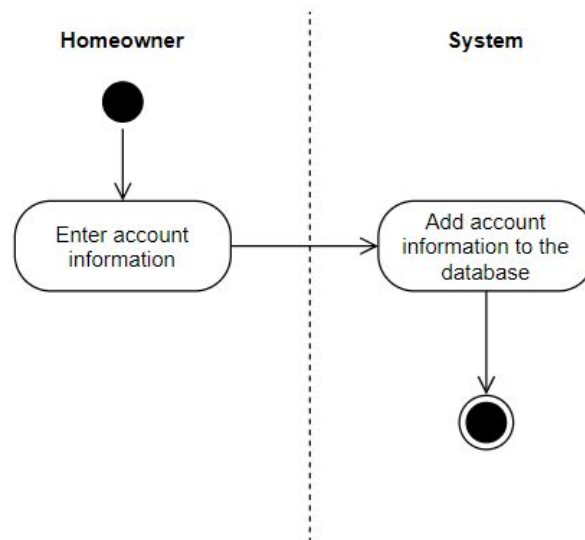 Homeowner
System
Enter account
information
Add account
information to the
database